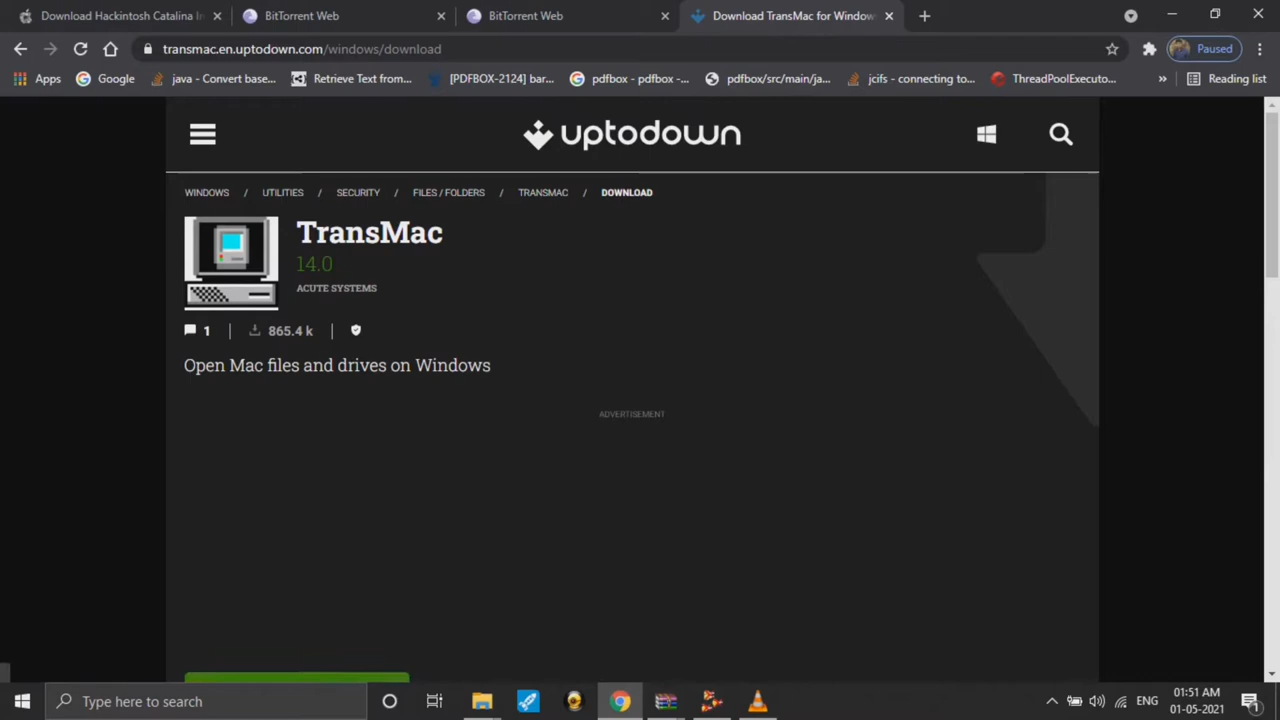 Download Hackintosh Catalina In
BitTorrent Web
BitTorrent Web
Download TransMac for Window
Paused
transmac.en.uptodown.com/windows/download
Apps
Google
java - Convert base...
Retrieve Text from...
[PDFBOX-2124] bar...
pdfbox - pdfbox -...
pdfbox/src/main/ja...
jcifs - connecting to...
ThreadPoolExecuto...
»
Reading list
uptodown
WINDOWS / UTILITIES / SECURITY / FILES / FOLDERS / TRANSMAC / DOWNLOAD
TransMac
14.0
ACUTE SYSTEMS
1 | 865.4 k |
Open Mac files and drives on Windows
ADVERTISEMENT
Type here to search
ENG
01:51 AM
01-05-2021
1